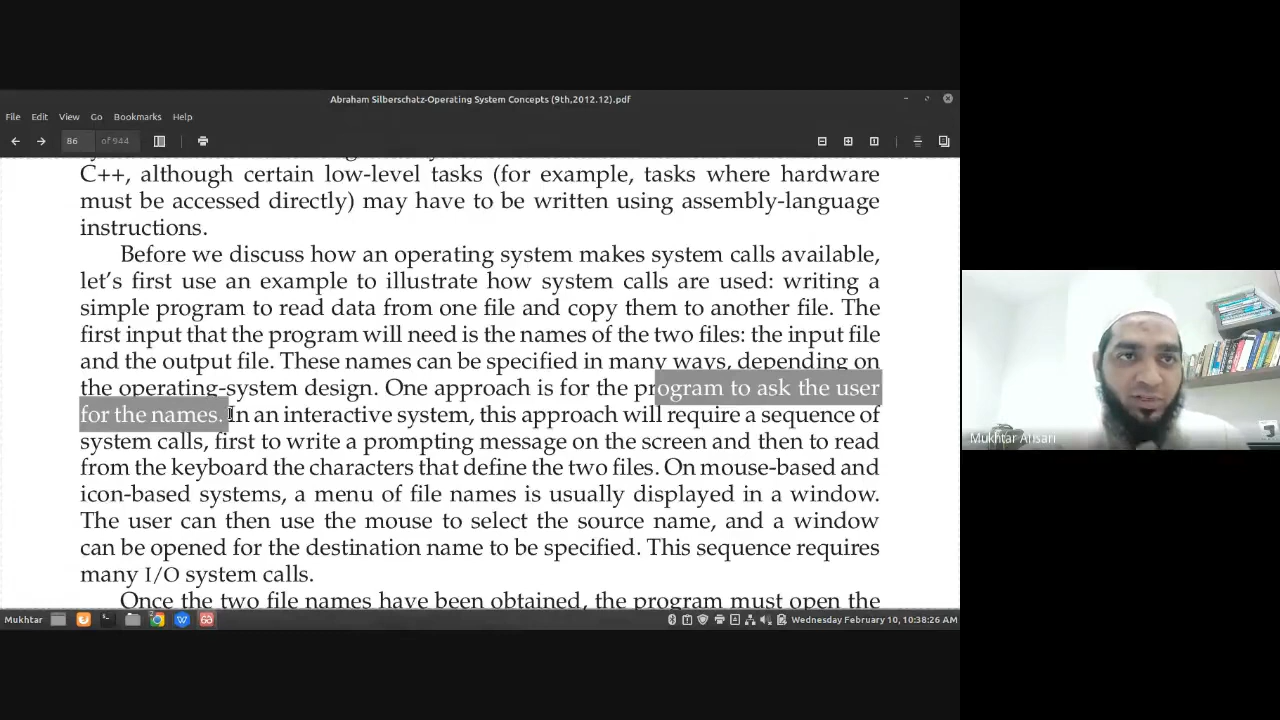 Abraham Silberschatz-Operating System Concepts (9th,2012.12).pdf
File Edit View Go Bookmarks Help
86 of 944
C++, although certain low-level tasks (for example, tasks where hardware
must be accessed directly) may have to be written using assembly-language
instructions.
Before we discuss how an operating system makes system calls available,
let's first use an example to illustrate how system calls are used: writing a
simple program to read data from one file and copy them to another file. The
first input that the program will need is the names of the two files: the input file
and the output file. These names can be specified in many ways, depending on
the operating-system design. One approach is for the program to ask the user
for the names. In an interactive system, this approach will require a sequence of
system calls, first to write a prompting message on the screen and then to read
from the keyboard the characters that define the two files. On mouse-based and
icon-based systems, a menu of file names is usually displayed in a window.
The user can then use the mouse to select the source name, and a window
can be opened for the destination name to be specified. This sequence requires
many I/O system calls.
Once the two file names have been obtained, the program must open the
Mukhtar Wednesday February 10, 10:38:26 AM
Mukhtar Ansari